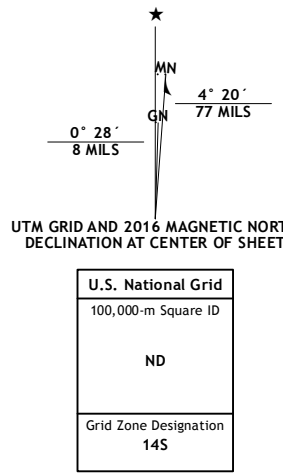 MN
4° 20´
77 MILS
GN
0° 28´
8 MILS
UTM GRID AND 2016 MAGNETIC NORT
DECLINATION AT CENTER OF SHEET
U.S. National Grid
100,000-m Square ID
ND
Grid Zone Designation
14S